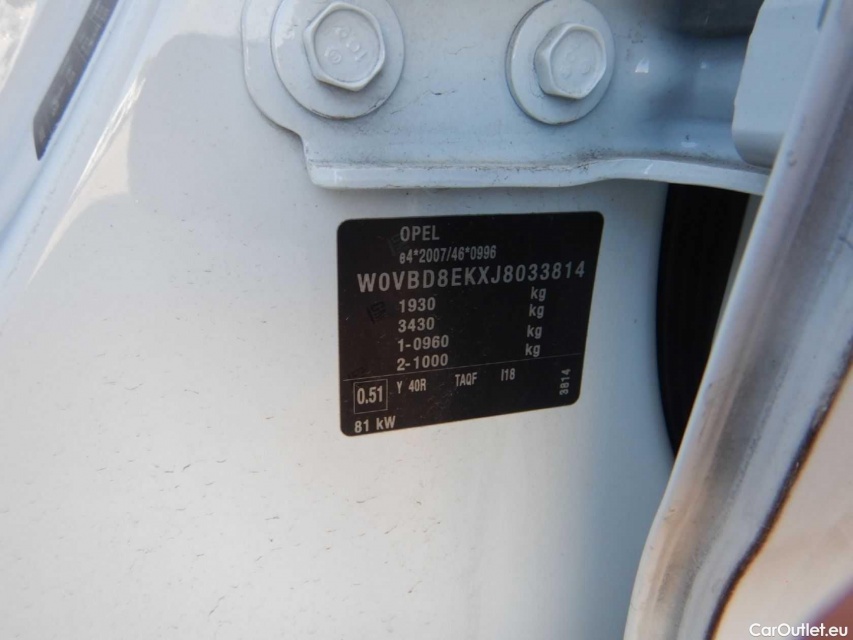 OPEL
e4*2007/46*0996
W0VBD8EKXJ8033814
1930 kg
3430 kg
1-0960 kg
2-1000 kg
0.51 Y 40R TAQF I18 3814
81 kW
CarOutlet.eu